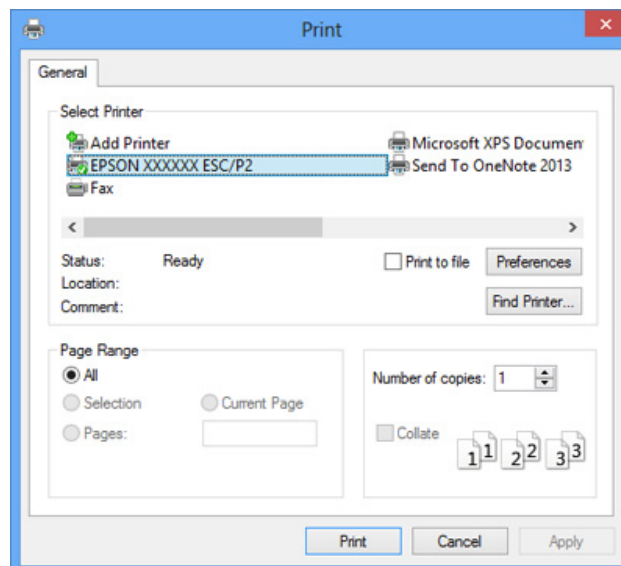 Print
General
Select Printer
Add Printer
Microsoft XPS Documen
EPSON XXXXXX ESC/P2
Send To OneNote 2013
Fax
Status: Ready
Print to file
Preferences
Location:
Comment:
Find Printer...
Page Range
All
Number of copies: 1
Selection
Current Page
Pages:
Collate
1 1 2 2 3 3
Print
Cancel
Apply